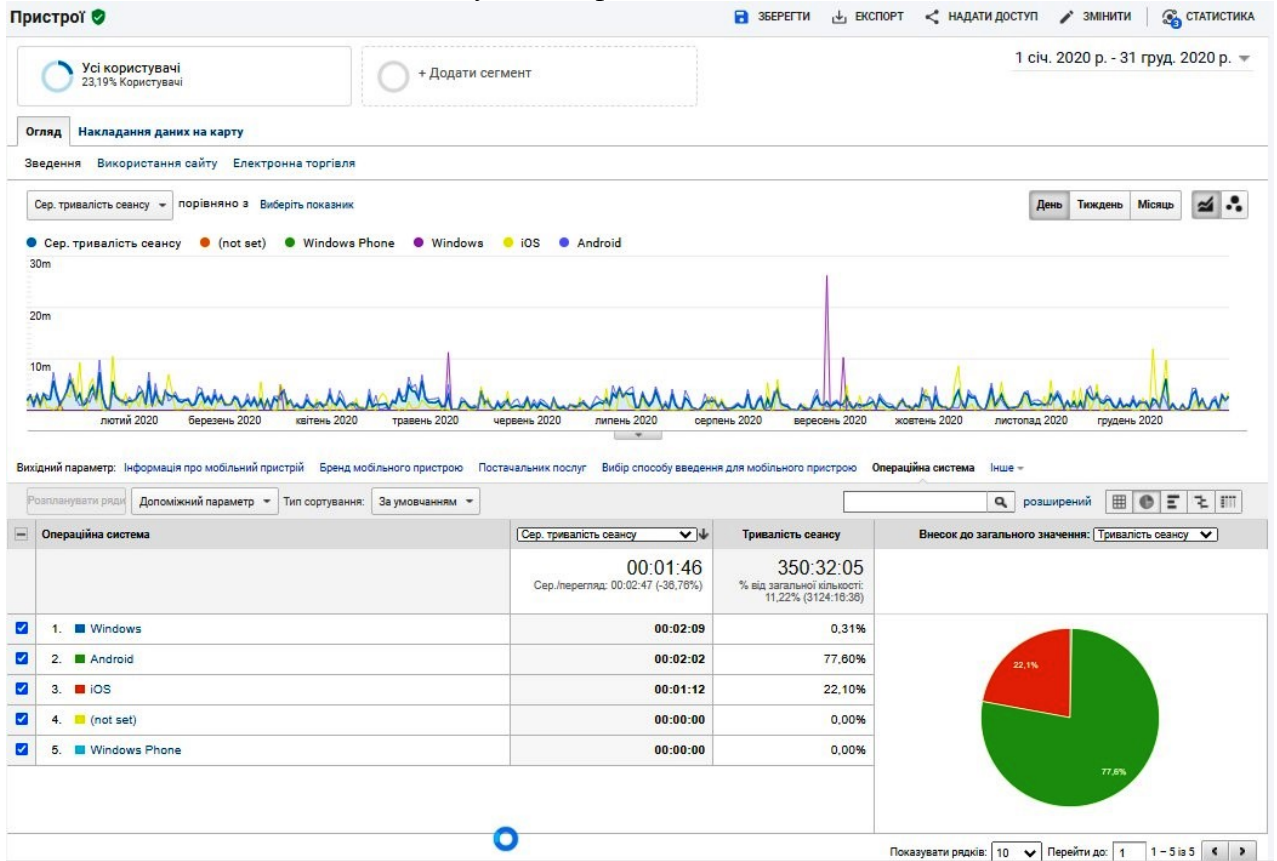 Пристрої
ЗБЕРЕГТИ ЕКСПОРТ НАДАТИ ДОСТУП ЗМІНИТИ 3 СТАТИСТИКА
Усі користувачі
23,19% Користувачі
+ Додати сегмент
1 січ. 2020 р. - 31 груд. 2020 р.
Огляд Накладання даних на карту
Зведення Використання сайту Електронна торгівля
Сер. тривалість сеансу порівняно з Виберіть показник
День Тиждень Місяць
Сер. тривалість сеансу (not set) Windows Phone Windows iOS Android
30m
20m
10m
лютий 2020 березень 2020 квітень 2020 травень 2020 червень 2020 липень 2020 серпень 2020 вересень 2020 жовтень 2020 листопад 2020 грудень 2020
Вихідний параметр: Інформація про мобільний пристрій Бренд мобільного пристрою Постачальник послуг Вибір способу введення для мобільного пристрою Операційна система Інше
Розпланувати ряди Допоміжний параметр Тип сортування: За умовчанням розширений
Операційна система Сер. тривалість сеансу Тривалість сеансу Внесок до загального значення: Тривалість сеансу
00:01:46 350:32:05
Сер./перегляд: 00:02:47 (-36,76%) % від загальної кількості:
11,22% (3124:16:36)
1. Windows 00:02:09 0,31%
2. Android 00:02:02 77,60%
3. iOS 00:01:12 22,10%
4. (not set) 00:00:00 0,00%
5. Windows Phone 00:00:00 0,00%
22,1%
77,6%
Показувати рядків: 10 Перейти до: 1 1 – 5 із 5